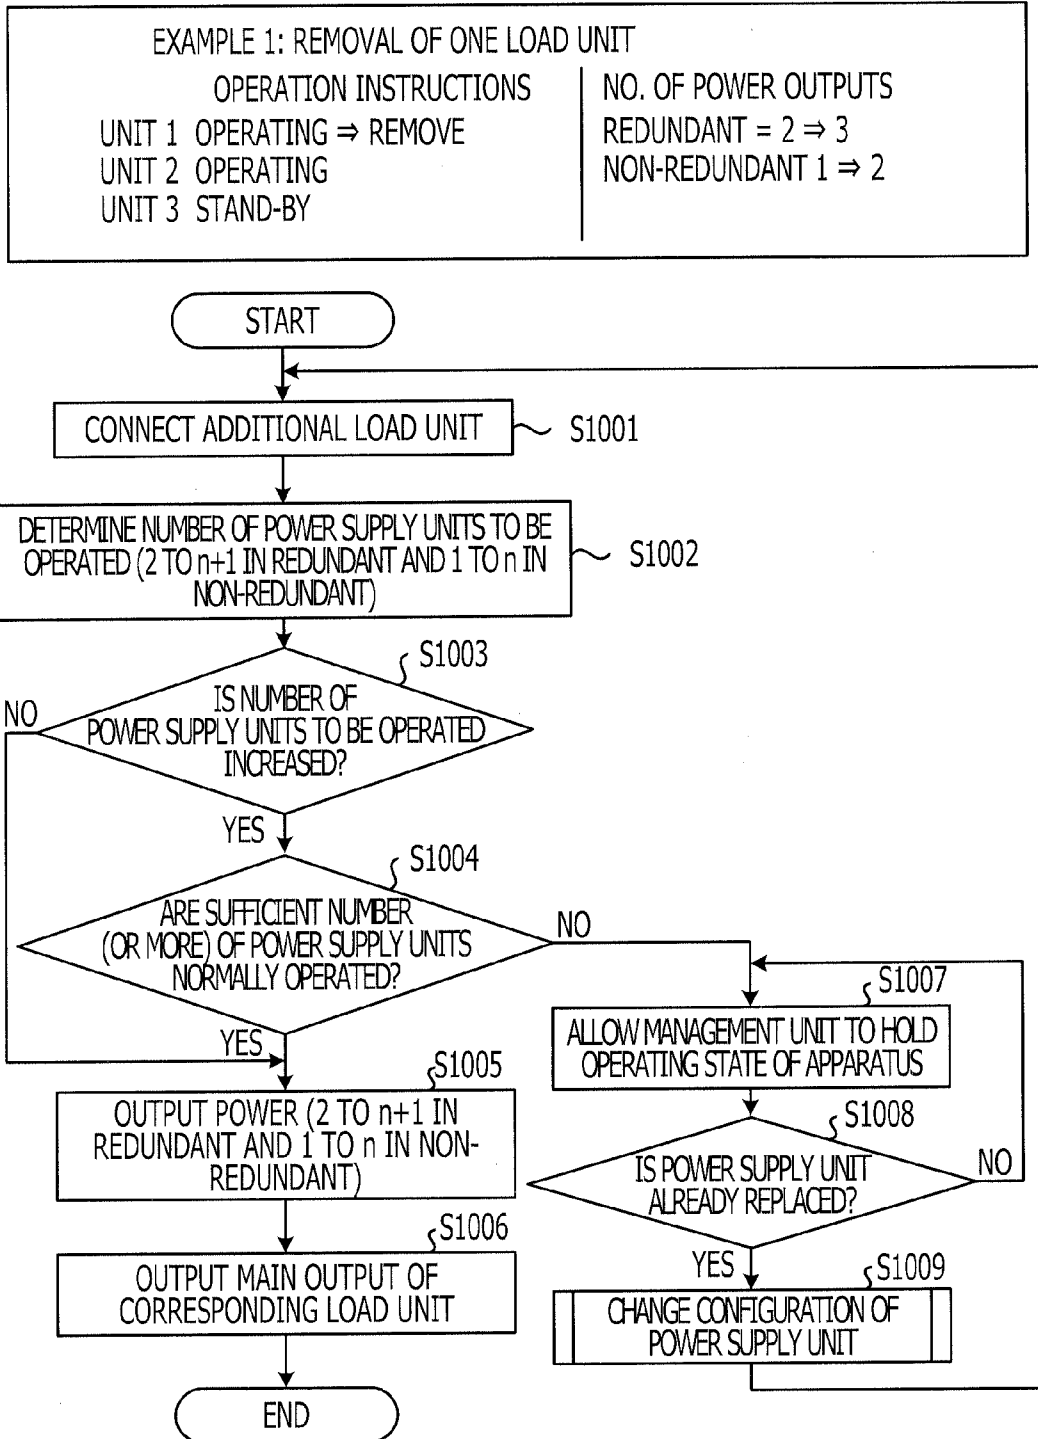 EXAMPLE 1: REMOVAL OF ONE LOAD UNIT
OPERATION INSTRUCTIONS
UNIT 1 OPERATING ⇒ REMOVE
UNIT 2 OPERATING
UNIT 3 STAND-BY
NO. OF POWER OUTPUTS
REDUNDANT = 2 ⇒ 3
NON-REDUNDANT 1 ⇒ 2
START
CONNECT ADDITIONAL LOAD UNIT
S1001
DETERMINE NUMBER OF POWER SUPPLY UNITS TO BE
OPERATED (2 TO n+1 IN REDUNDANT AND 1 TO n IN
NON-REDUNDANT)
S1002
S1003
IS NUMBER OF
POWER SUPPLY UNITS TO BE OPERATED
INCREASED?
NO
YES
S1004
ARE SUFFICIENT NUMBER
(OR MORE) OF POWER SUPPLY UNITS
NORMALLY OPERATED?
NO
YES
S1005
OUTPUT POWER (2 TO n+1 IN
REDUNDANT AND 1 TO n IN NON-
REDUNDANT)
S1006
OUTPUT MAIN OUTPUT OF
CORRESPONDING LOAD UNIT
END
S1007
ALLOW MANAGEMENT UNIT TO HOLD
OPERATING STATE OF APPARATUS
S1008
IS POWER SUPPLY UNIT
ALREADY REPLACED?
NO
YES
S1009
CHANGE CONFIGURATION OF
POWER SUPPLY UNIT